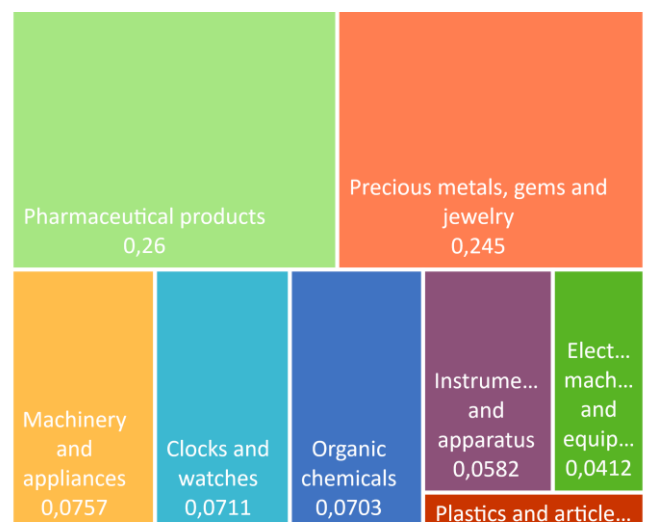 Pharmaceutical products
0,26
Precious metals, gems and
jewelry
0,245
Machinery
and
appliances
0,0757
Clocks and
watches
0,0711
Organic
chemicals
0,0703
Instrume...
and
apparatus
0,0582
Elect...
mach...
and
equip...
0,0412
Plastics and article...